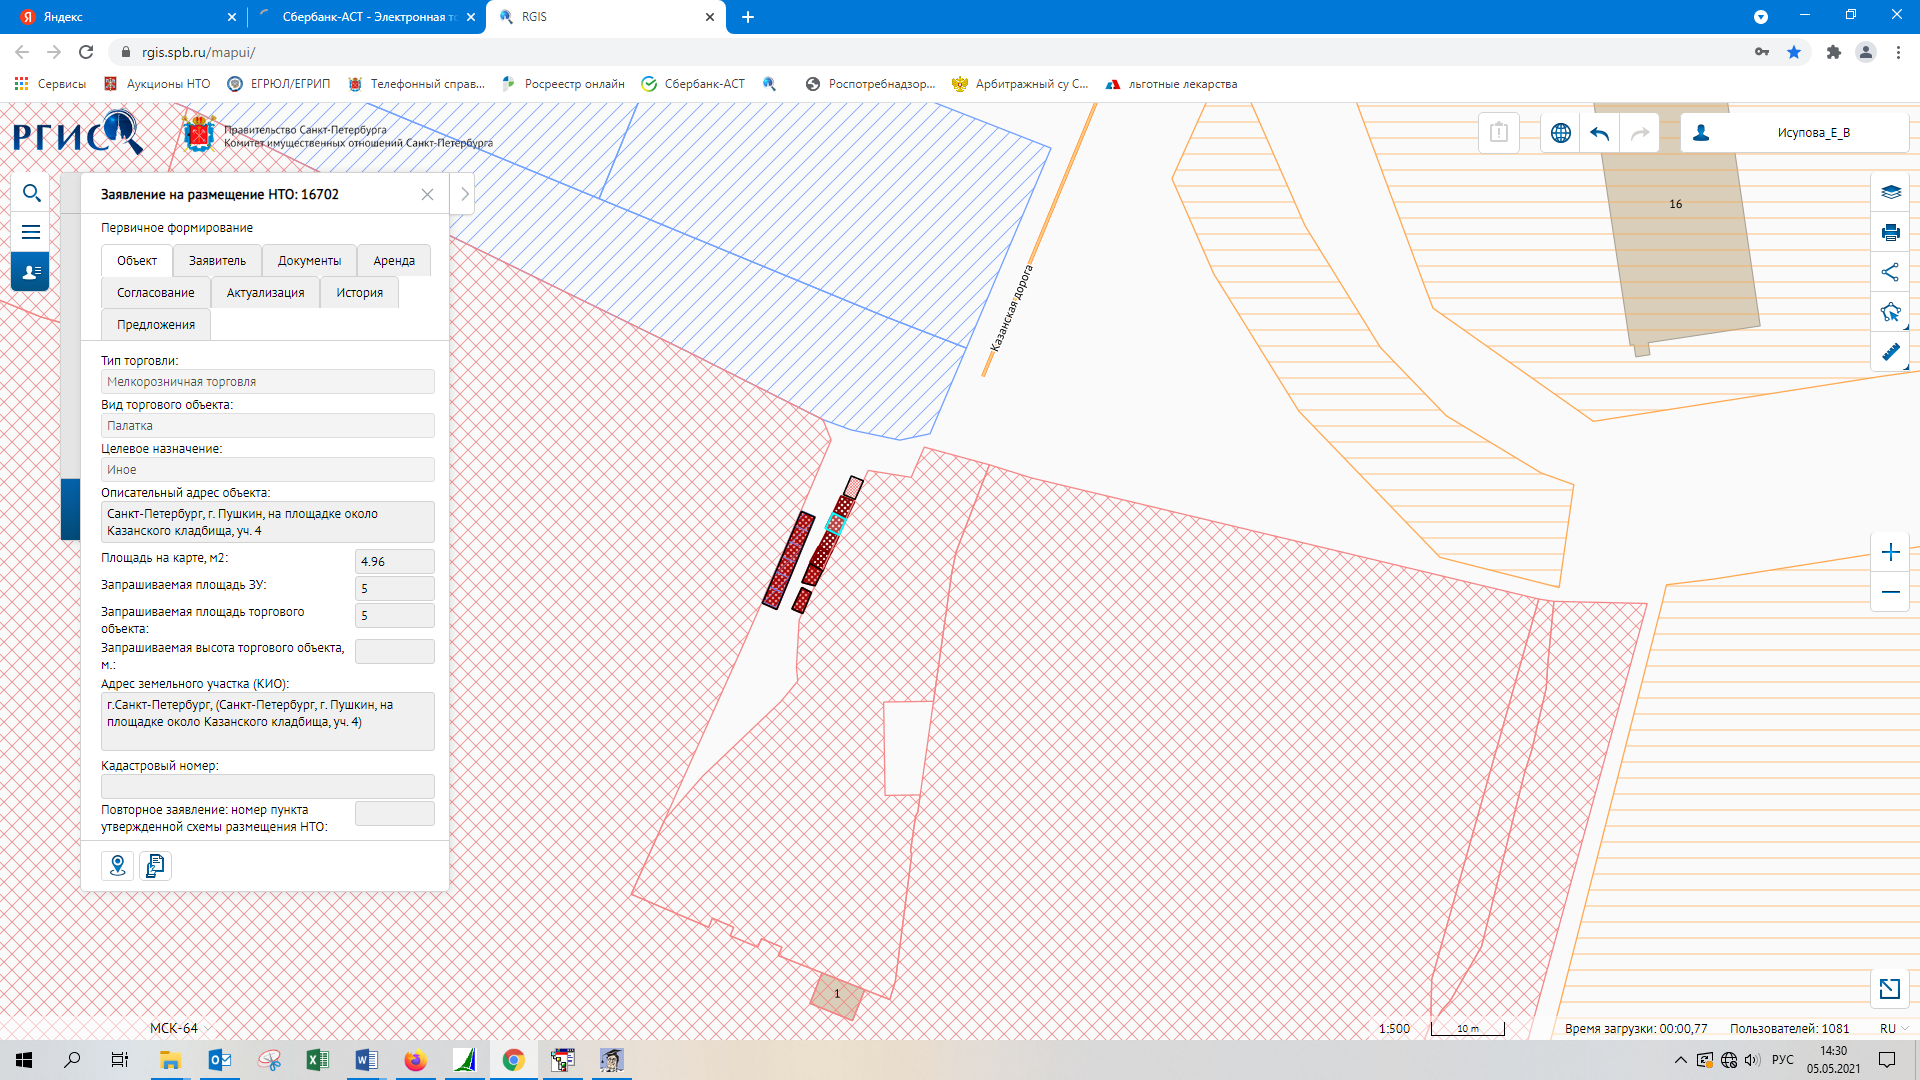 Яндекс
Сбербанк-АСТ - Электронная то
RGIS
rgis.spb.ru/mapui/
Сервисы
Аукционы НТО
ЕГРЮЛ/ЕГРИП
Телефонный справ...
Росреестр онлайн
Сбербанк-АСТ
Роспотребнадзор...
Арбитражный су С...
льготные лекарства
РГИС
Правительство Санкт-Петербурга
Комитет имущественных отношений Санкт-Петербурга
Исупова_Е_В
Заявление на размещение НТО: 16702
Первичное формирование
Объект
Заявитель
Документы
Аренда
Согласование
Актуализация
История
Предложения
Тип торговли:
Мелкорозничная торговля
Вид торгового объекта:
Палатка
Целевое назначение:
Иное
Описательный адрес объекта:
Санкт-Петербург, г. Пушкин, на площадке около
Казанского кладбища, уч. 4
Площадь на карте, м2:
4.96
Запрашиваемая площадь ЗУ:
5
Запрашиваемая площадь торгового
объекта:
5
Запрашиваемая высота торгового объекта,
м.:
Адрес земельного участка (КИО):
г.Санкт-Петербург, (Санкт-Петербург, г. Пушкин, на
площадке около Казанского кладбища, уч. 4)
Кадастровый номер:
Повторное заявление: номер пункта
утвержденной схемы размещения НТО:
Казанская дорога
16
1
МСК-64
1:500
10 m
Время загрузки: 00:00,77
Пользователей: 1081
RU
РУС
14:30
05.05.2021